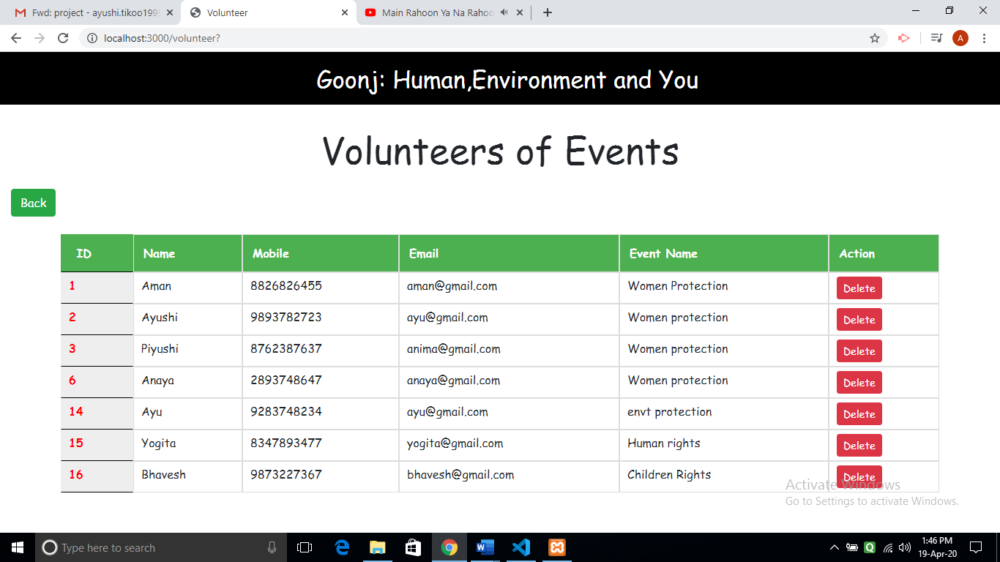 Fwd: project - ayushi.tikoo199
Volunteer
Main Rahoon Ya Na Rahoo
localhost:3000/volunteer?
A
Goonj: Human,Environment and You
Volunteers of Events
Back
ID Name Mobile Email Event Name Action
1 Aman 8826826455 aman@gmail.com Women Protection Delete
2 Ayushi 9893782723 ayu@gmail.com Women protection Delete
3 Piyushi 8762387637 anima@gmail.com Women protection Delete
6 Anaya 2893748647 anaya@gmail.com Women protection Delete
14 Ayu 9283748234 ayu@gmail.com envt protection Delete
15 Yogita 8347893477 yogita@gmail.com Human rights Delete
16 Bhavesh 9873227367 bhavesh@gmail.com Children Rights Delete
Activate Windows
Go to Settings to activate Windows.
Type here to search
1:46 PM
19-Apr-20